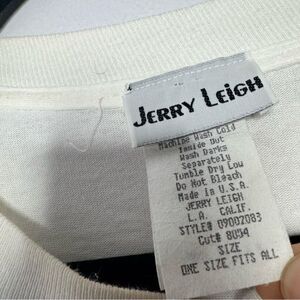 JERRY LEIGH
Machine Wash Cold
Inside Out
Wash Darks
Separately
Tumble Dry Low
Do Not Bleach
Made in U.S.A.
JERRY LEIGH
L.A. CALIF.
STYLE# 09002083
Cut# 8004
SIZE
ONE SIZE FITS ALL